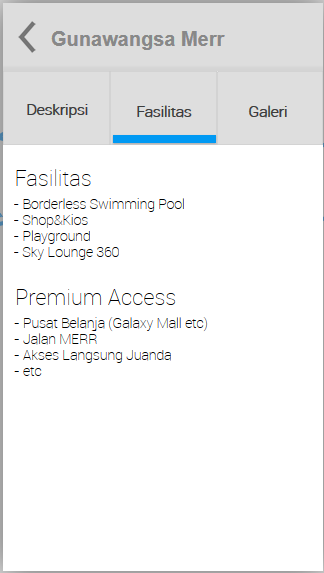 Gunawangsa Merr
Deskripsi Fasilitas Galeri
Fasilitas
- Borderless Swimming Pool
- Shop&Kios
- Playground
- Sky Lounge 360
Premium Access
- Pusat Belanja (Galaxy Mall etc)
- Jalan MERR
- Akses Langsung Juanda
- etc